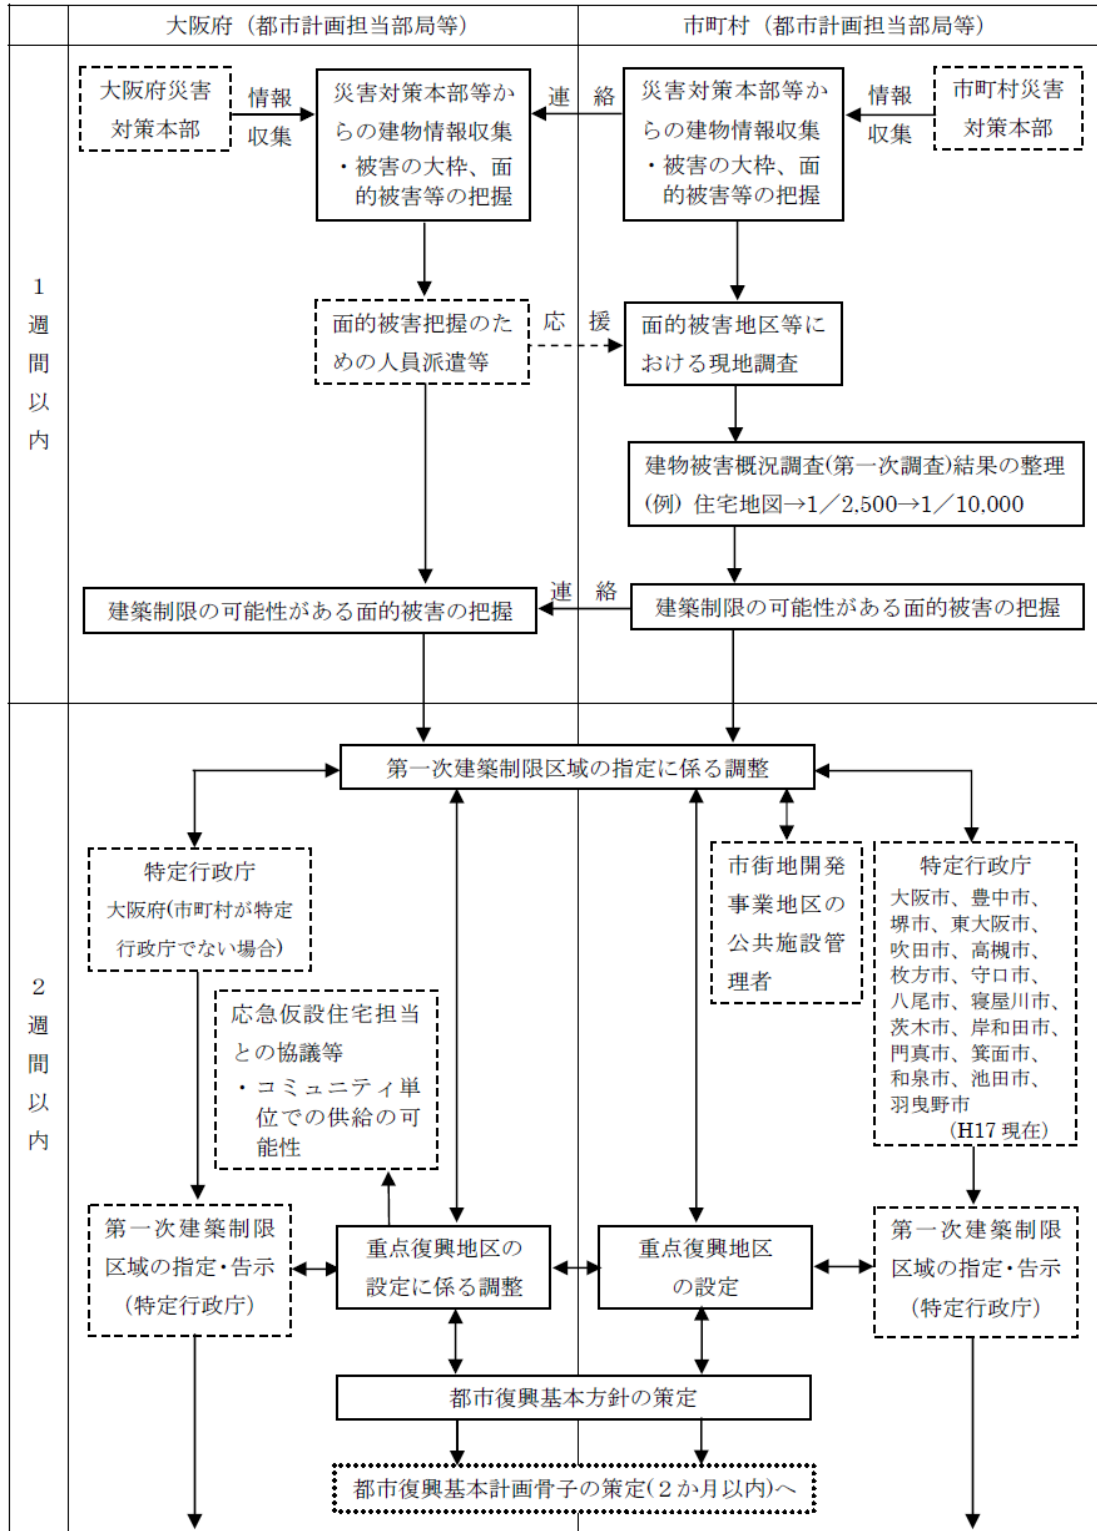 大阪府（都市計画担当部局等）
市町村（都市計画担当部局等）
1
週
間
以
内
大阪府災害
対策本部
情報
収集
災害対策本部等か
らの建物情報収集
・被害の大枠、面
的被害等の把握
連　絡
災害対策本部等か
らの建物情報収集
・被害の大枠、面
的被害等の把握
情報
収集
市町村災害
対策本部
面的被害把握のた
めの人員派遣等
応　援
面的被害地区等に
おける現地調査
建物被害概況調査(第一次調査)結果の整理
(例) 住宅地図→1／2,500→1／10,000
建築制限の可能性がある面的被害の把握
連　絡
建築制限の可能性がある面的被害の把握
2
週
間
以
内
第一次建築制限区域の指定に係る調整
特定行政庁
大阪府(市町村が特定
行政庁でない場合)
市街地開発
事業地区の
公共施設管
理者
特定行政庁
大阪市、豊中市、
堺市、東大阪市、
吹田市、高槻市、
枚方市、守口市、
八尾市、寝屋川市、
茨木市、岸和田市、
門真市、箕面市、
和泉市、池田市、
羽曳野市
（H17 現在）
応急仮設住宅担当
との協議等
・コミュニティ単
位での供給の可
能性
第一次建築制限
区域の指定・告示
（特定行政庁）
重点復興地区の
設定に係る調整
重点復興地区
の設定
第一次建築制限
区域の指定・告示
（特定行政庁）
都市復興基本方針の策定
都市復興基本計画骨子の策定(２か月以内)へ